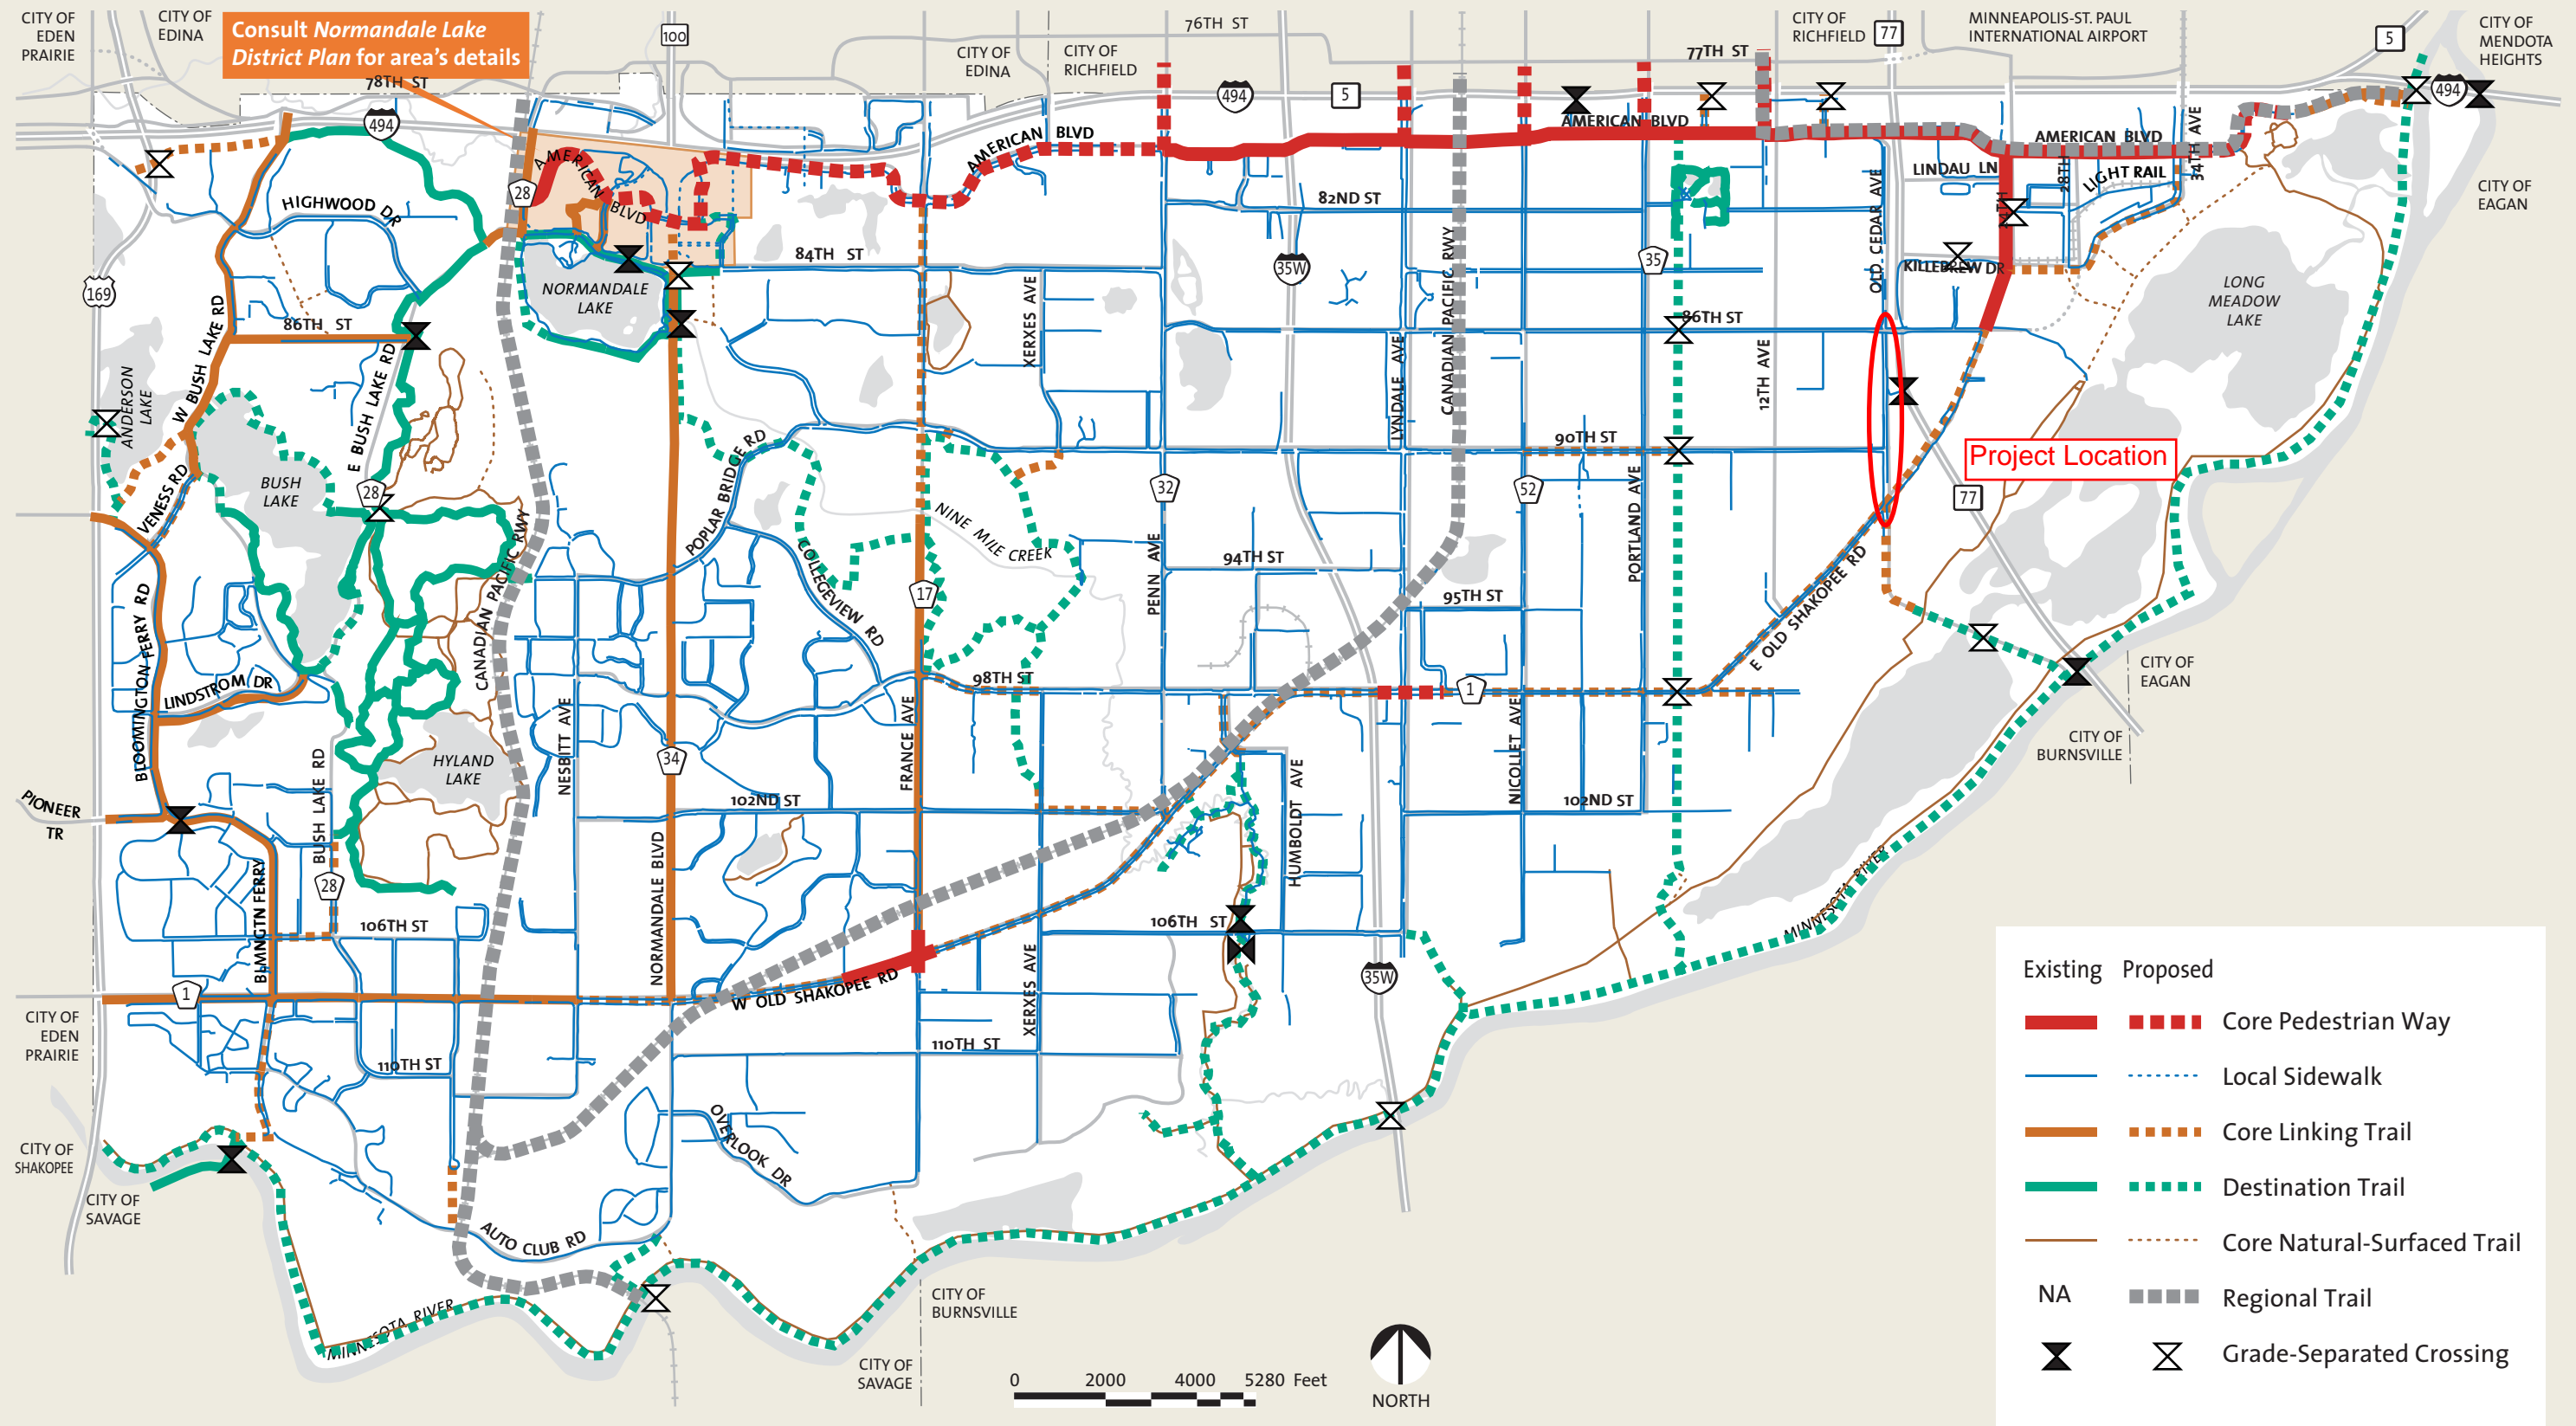 CITY OF
EDEN
PRAIRIE
CITY OF
EDINA
Consult Normandale Lake
District Plan for area's details
100
76TH ST
CITY OF
EDINA
CITY OF
RICHFIELD
77TH ST
CITY OF
RICHFIELD
77
MINNEAPOLIS-ST. PAUL
INTERNATIONAL AIRPORT
5
CITY OF
MENDOTA
HEIGHTS
78TH ST
494
494
5
494
AMERICAN BLVD
AMERICAN BLVD
AMERICAN BLVD
AMERICAN BLVD
34TH AVE
28
HIGHWOOD DR
82ND ST
LINDAU LN
24TH
28TH
LIGHT RAIL
CITY OF
EAGAN
OLD CEDAR AVE
84TH ST
35W
35
KILLEBREW DR
LONG
MEADOW
LAKE
169
NORMANDALE
LAKE
XERXES AVE
CANADIAN PACIFIC RWY
86TH ST
86TH ST
W BUSH LAKE RD
E BUSH LAKE RD
LYNDALE AVE
12TH AVE
ANDERSON
LAKE
90TH ST
Project Location
VENESS RD
BUSH
LAKE
28
POPLAR BRIDGE RD
32
52
PORTLAND AVE
77
NINE MILE CREEK
CANADIAN PACIFIC RWY
COLLEGEVIEW RD
PENN AVE
94TH ST
17
95TH ST
E OLD SHAKOPEE RD
BLOOMINGTON FERRY RD
LINDSTROM DR
98TH ST
1
CITY OF
EAGAN
NESBITT AVE
FRANCE AVE
NICOLLET AVE
CITY OF
BURNSVILLE
HYLAND
LAKE
34
BUSH LAKE RD
HUMBOLDT AVE
PIONEER
TR
102ND ST
102ND ST
28
BLMNGTN FERRY
NORMANDALE BLVD
MINNESOTA RIVER
106TH ST
106TH ST
XERXES AVE
35W
1
W OLD SHAKOPEE RD
CITY OF
EDEN
PRAIRIE
110TH ST
110TH ST
OVERLOOK DR
CITY OF
SHAKOPEE
CITY OF
SAVAGE
AUTO CLUB RD
MINNESOTA RIVER
CITY OF
BURNSVILLE
CITY OF
SAVAGE
0 2000 4000 5280 Feet
NORTH
Existing Proposed
Core Pedestrian Way
Local Sidewalk
Core Linking Trail
Destination Trail
Core Natural-Surfaced Trail
NA Regional Trail
Grade-Separated Crossing